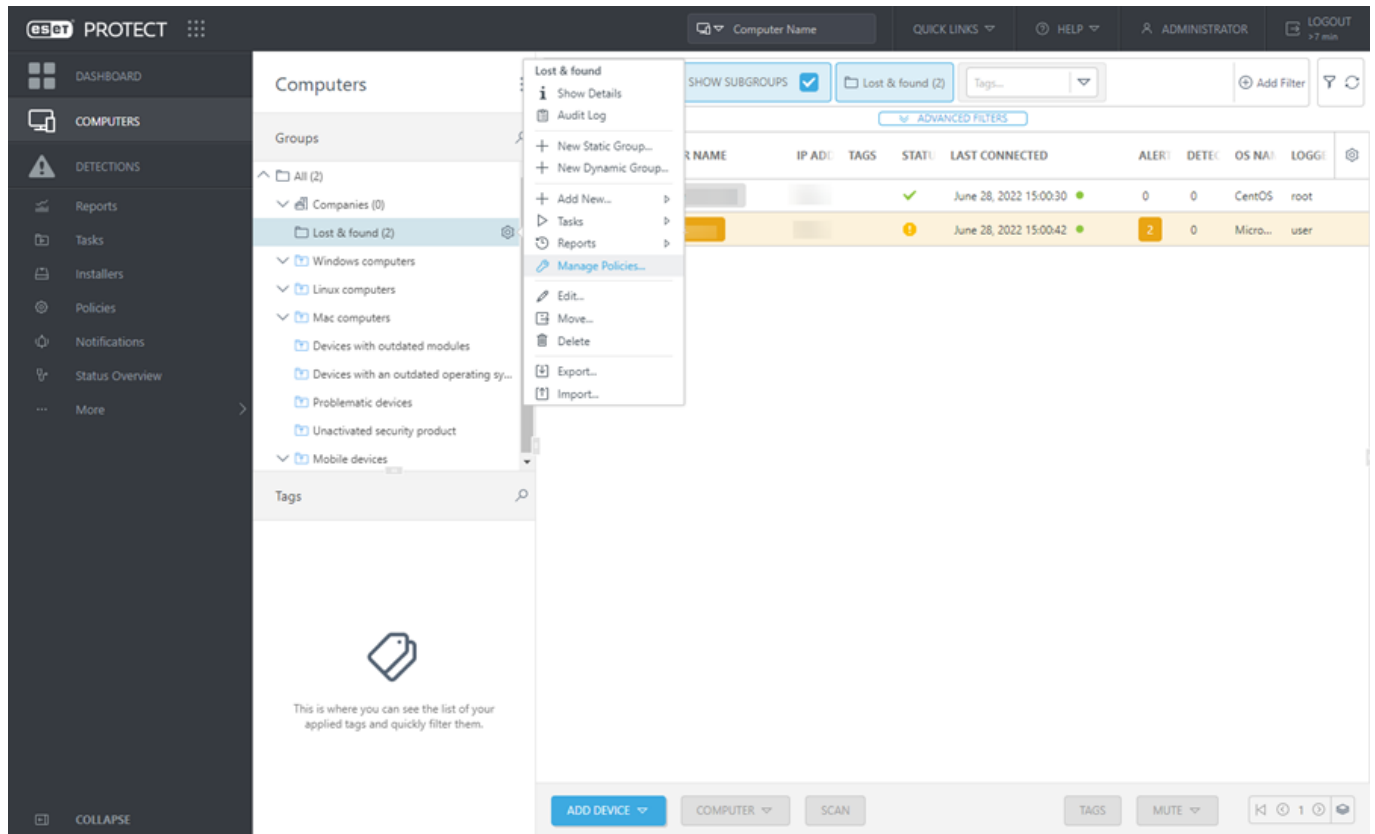 eset PROTECT
Computer Name
QUICK LINKS
HELP
ADMINISTRATOR
LOGOUT
>7 min
DASHBOARD
COMPUTERS
DETECTIONS
Reports
Tasks
Installers
Policies
Notifications
Status Overview
More
COLLAPSE
Computers
Groups
All (2)
Companies (0)
Lost & found (2)
Windows computers
Linux computers
Mac computers
Devices with outdated modules
Devices with an outdated operating sy...
Problematic devices
Unactivated security product
Mobile devices
Tags
This is where you can see the list of your
applied tags and quickly filter them.
Lost & found
Show Details
Audit Log
New Static Group...
New Dynamic Group...
Add New...
Tasks
Reports
Manage Policies...
Edit...
Move...
Delete
Export...
Import...
SHOW SUBGROUPS
Lost & found (2)
Tags...
Add Filter
ADVANCED FILTERS
R NAME IP ADD TAGS STATU LAST CONNECTED ALERT DETEC OS NAM LOGGE
June 28, 2022 15:00:30 0 0 CentOS root
June 28, 2022 15:00:42 2 0 Micro... user
ADD DEVICE
COMPUTER
SCAN
TAGS
MUTE
1